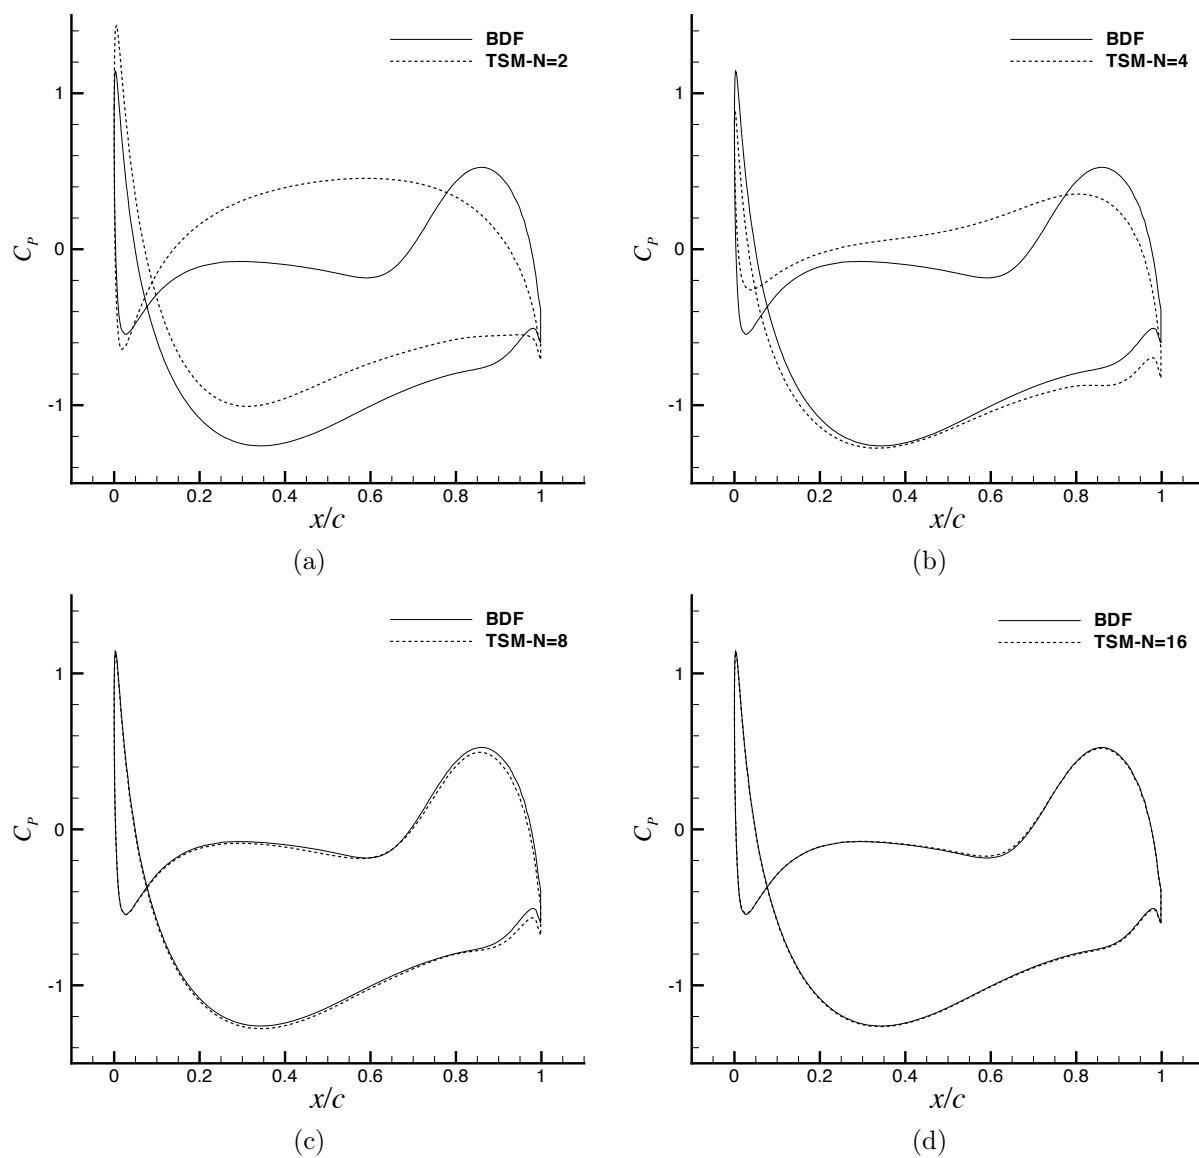 BDF
TSM-N=2
1
0
-1
C_P
0 0.2 0.4 0.6 0.8 1
x/c
(a)
BDF
TSM-N=4
1
0
-1
C_P
0 0.2 0.4 0.6 0.8 1
x/c
(b)
BDF
TSM-N=8
1
0
-1
C_P
0 0.2 0.4 0.6 0.8 1
x/c
(c)
BDF
TSM-N=16
1
0
-1
C_P
0 0.2 0.4 0.6 0.8 1
x/c
(d)